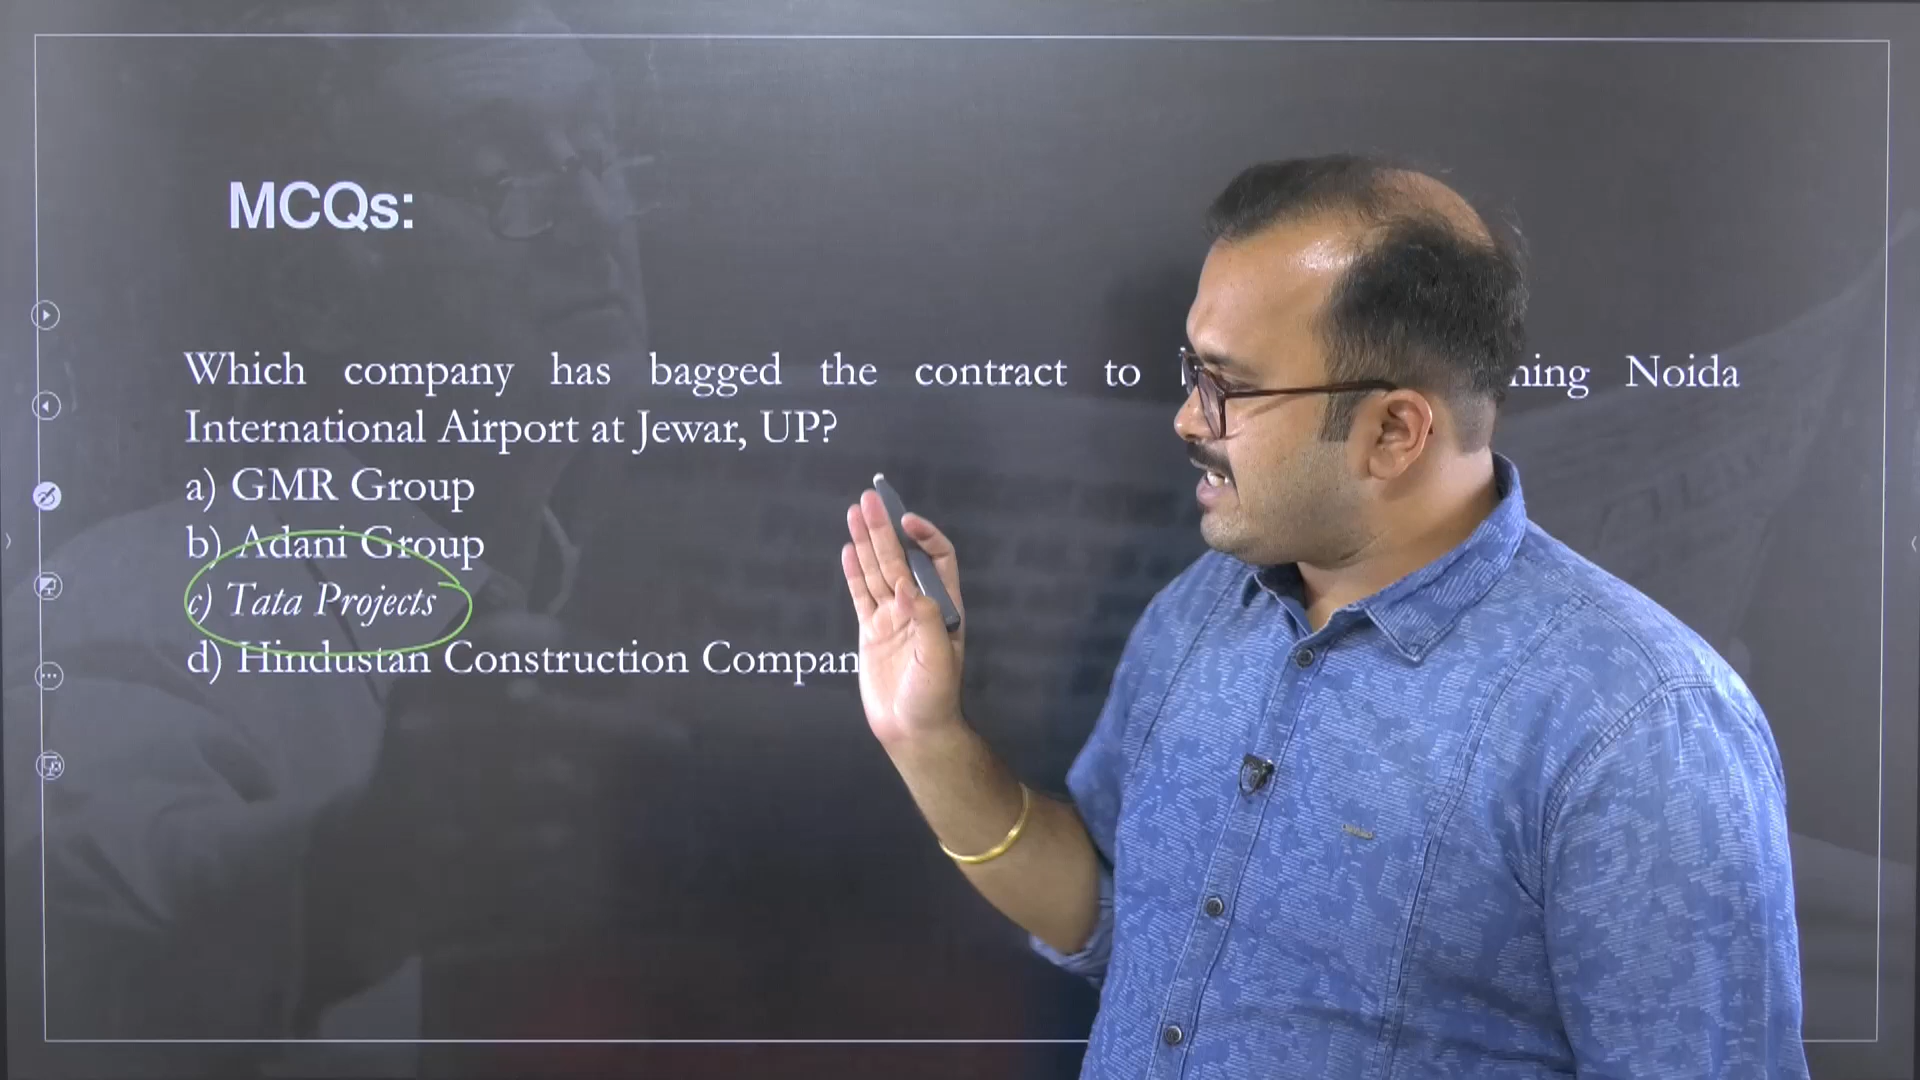 MCQs:
Which company has bagged the contract to Noida
International Airport at Jewar, UP?
a) GMR Group
b) Adani Group
c) Tata Projects
d) Hindustan Construction Compan